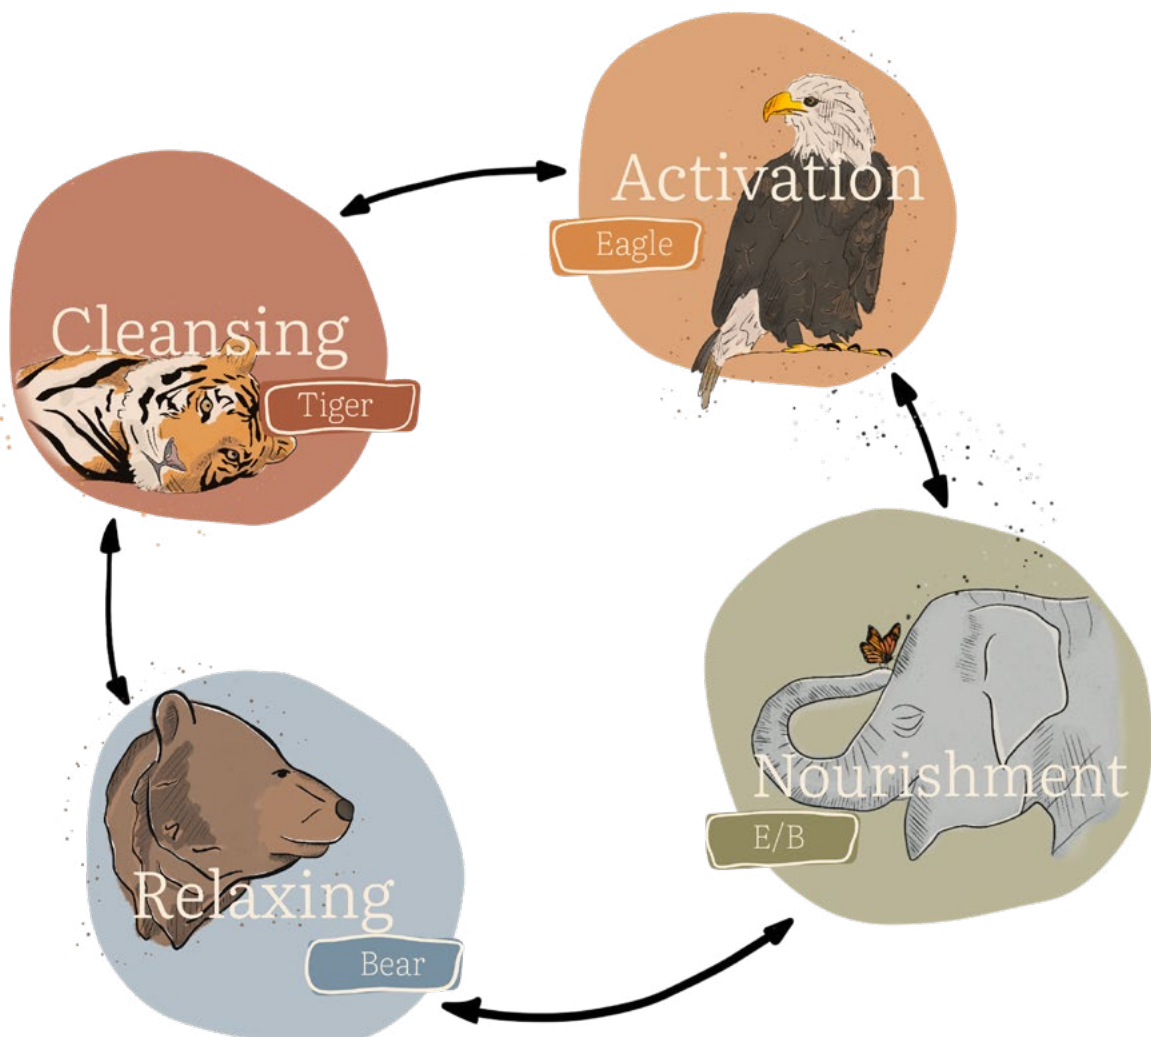 Activation
Eagle
Cleansing
Tiger
Nourishment
E/B
Relaxing
Bear